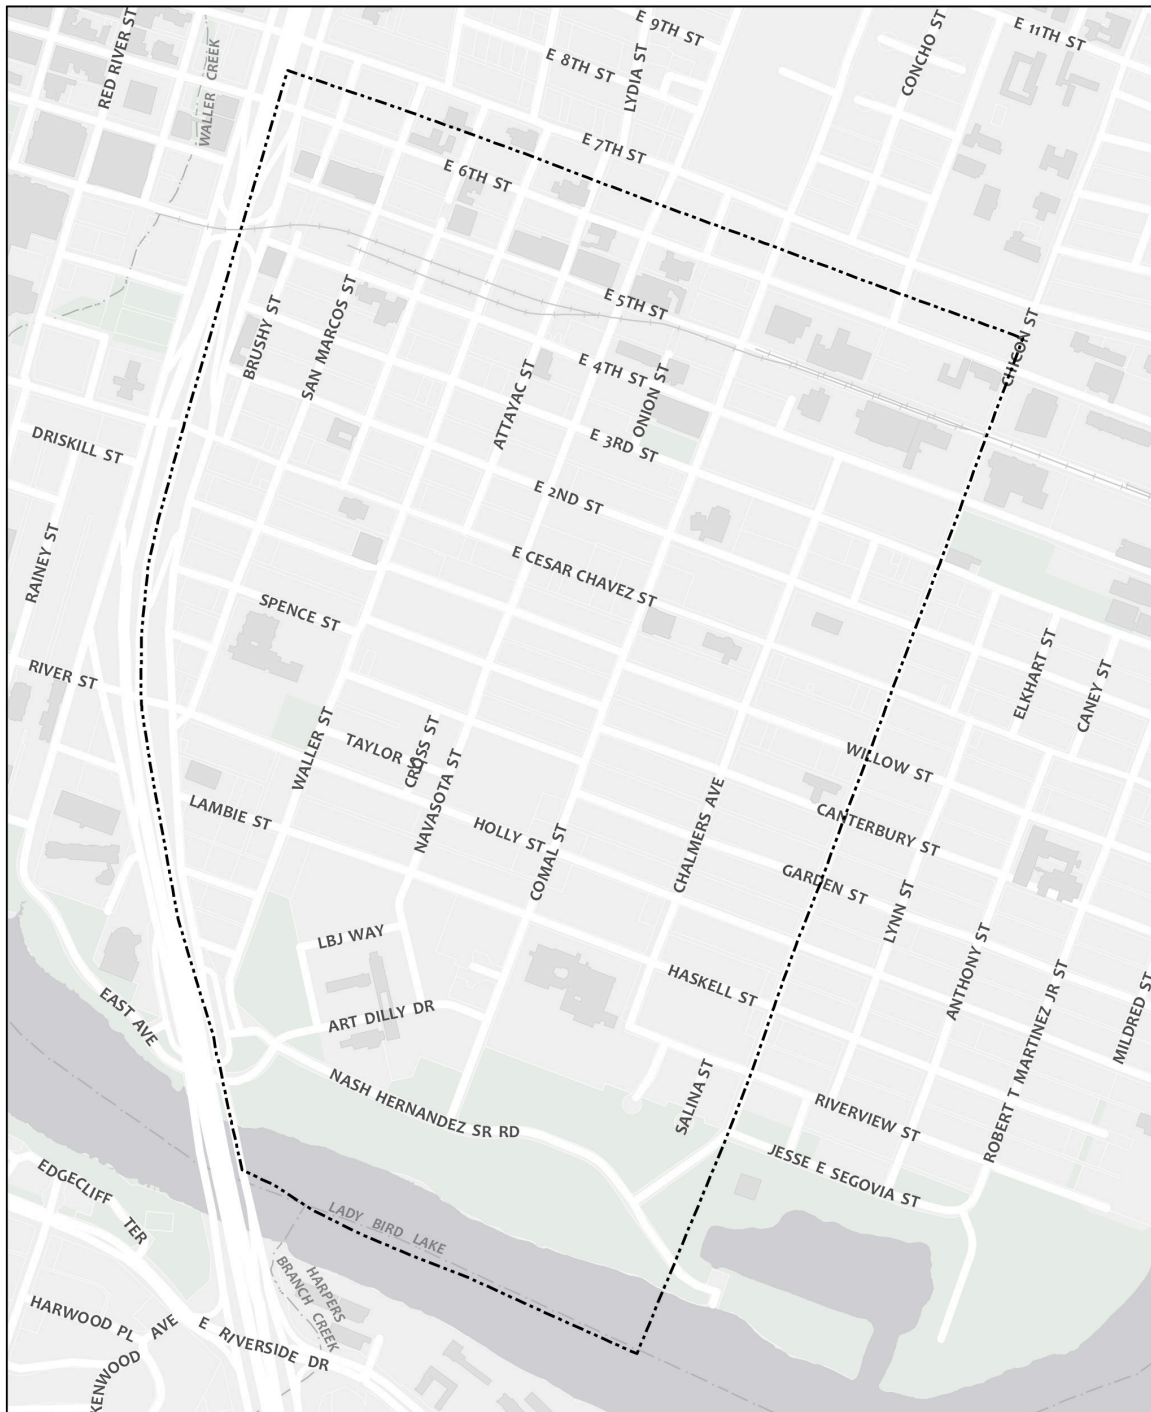 RED RIVER ST
WALLER CREEK
E 9TH ST
E 8TH ST
LYDIA ST
CONCHO ST
E 11TH ST
E 7TH ST
E 6TH ST
BRUSHY ST
SAN MARCOS ST
E 5TH ST
E 4TH ST
ONION ST
CHICON ST
ATTAYAC ST
E 3RD ST
DRISKILL ST
E 2ND ST
RAINEY ST
E CESAR CHAVEZ ST
SPENCE ST
RIVER ST
ELKHART ST
CANEY ST
WALLER ST
TAYLOR ST
CROSS ST
NAVASOTA ST
WILLOW ST
LAMBIE ST
HOLLY ST
COMAL ST
CHALMERS AVE
CANTERBURY ST
GARDEN ST
LYNN ST
LBJ WAY
HASKELL ST
ANTHONY ST
ROBERT T MARTINEZ JR ST
MILDRED ST
EAST AVE
ART DILLY DR
NASH HERNANDEZ SR RD
SALINA ST
RIVERVIEW ST
JESSE E SEGOVIA ST
EDGECLIFF
TER
LADY BIRD LAKE
HARPERS
BRANCH CREEK
HARWOOD PL
KENWOOD AVE
E RIVERSIDE DR